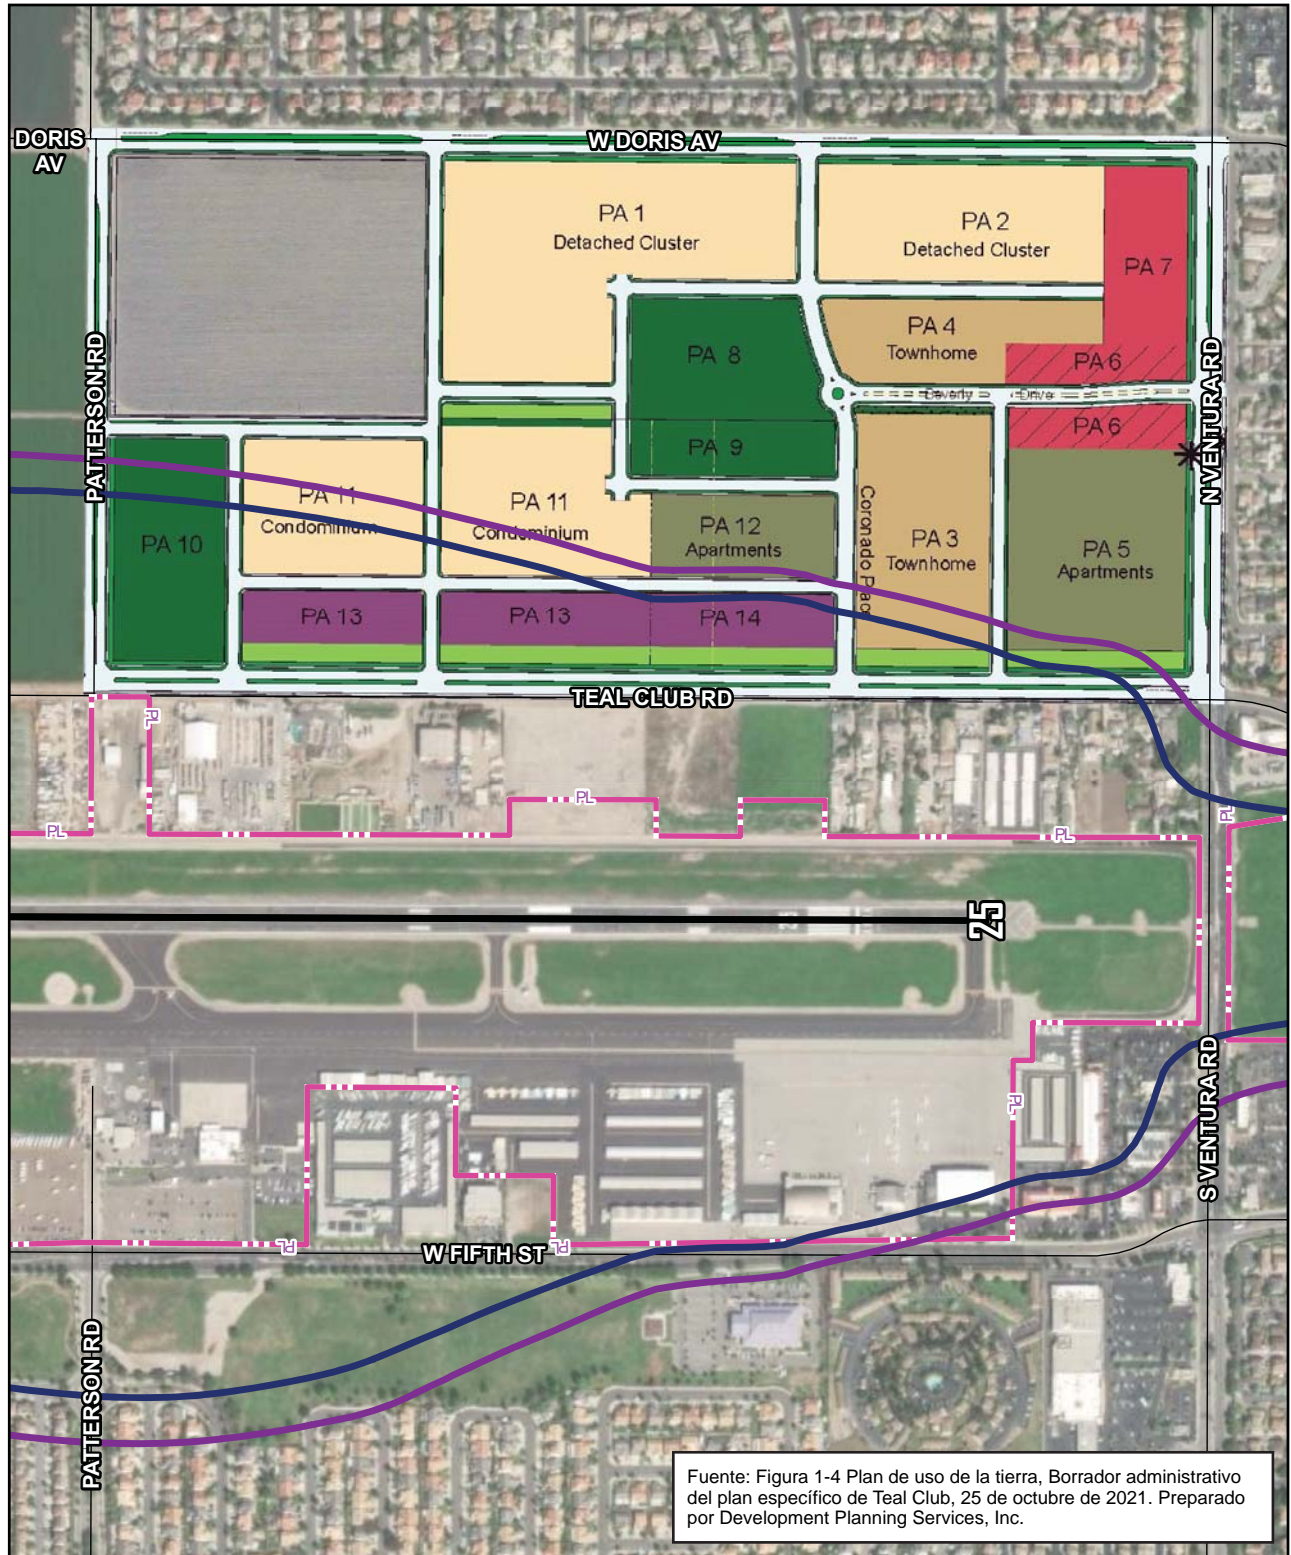 DORIS
AV
W DORIS AV
PA 1
Detached Cluster
PA 2
Detached Cluster
PA 7
PA 4
Townhome
PA 8
PA 6
Beverly Drive
PATTERSON RD
N VENTURA RD
PA 6
PA 9
PA 11
Condominium
PA 11
Condominium
PA 12
Apartments
Coronado Place
PA 3
Townhome
PA 5
Apartments
PA 10
PA 13
PA 13
PA 14
TEAL CLUB RD
PL
PL
PL
PL
PL
25
PL
S VENTURA RD
PL
W FIFTH ST
PL
PATTERSON RD
Fuente: Figura 1-4 Plan de uso de la tierra, Borrador administrativo
del plan específico de Teal Club, 25 de octubre de 2021. Preparado
por Development Planning Services, Inc.